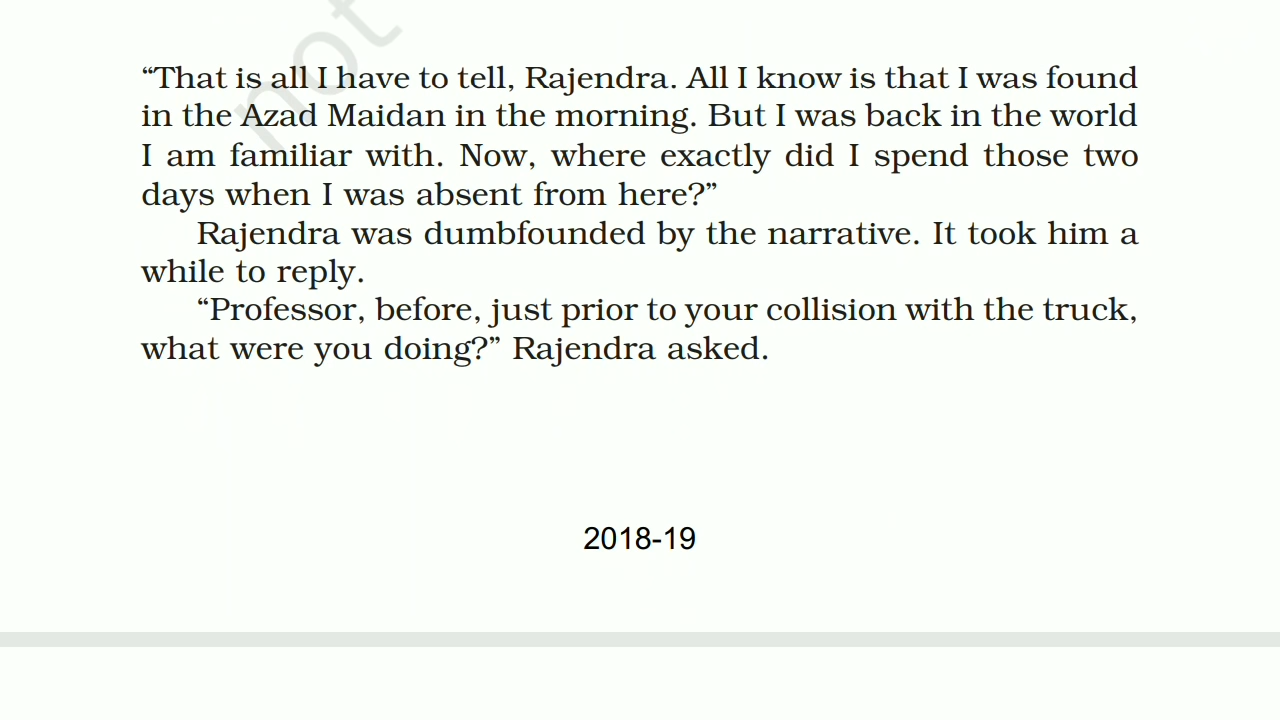 not
“That is all I have to tell, Rajendra. All I know is that I was found
in the Azad Maidan in the morning. But I was back in the world
I am familiar with. Now, where exactly did I spend those two
days when I was absent from here?”
Rajendra was dumbfounded by the narrative. It took him a
while to reply.
“Professor, before, just prior to your collision with the truck,
what were you doing?” Rajendra asked.
2018-19